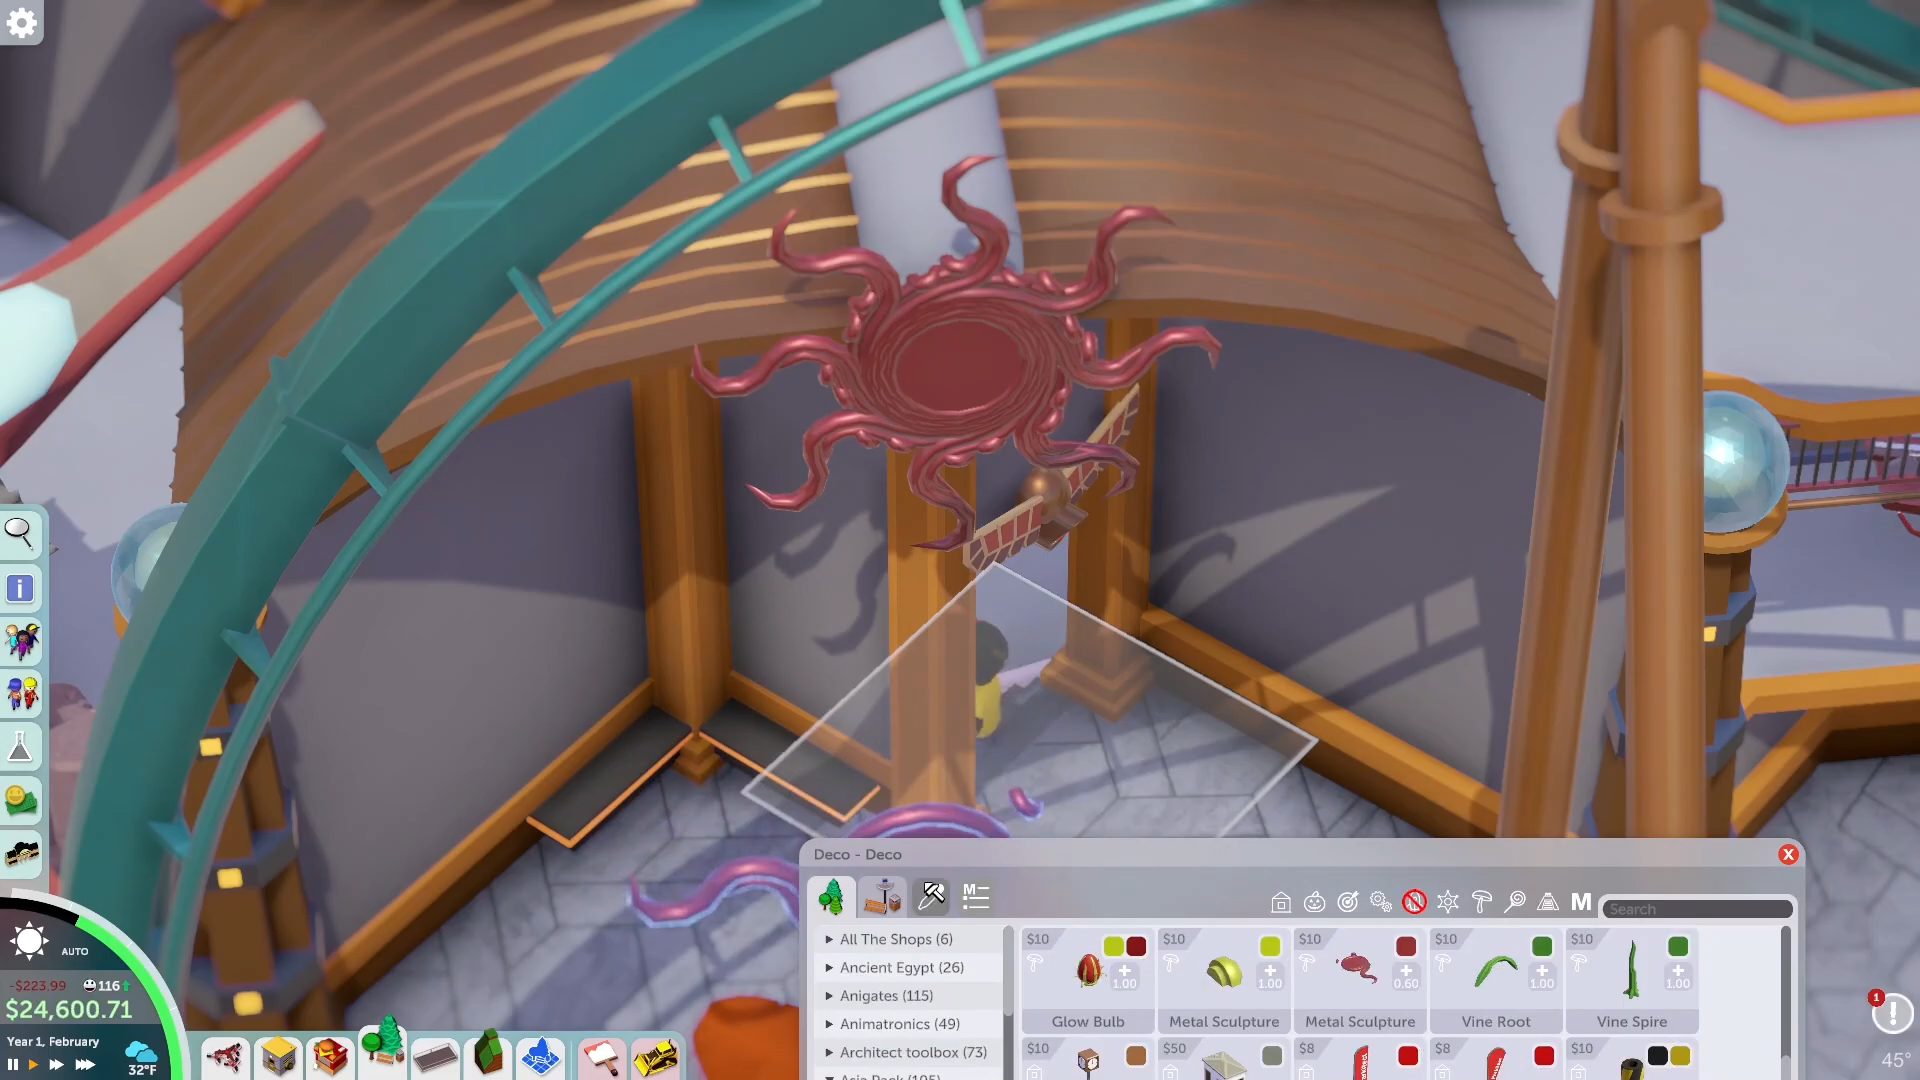 Deco - Deco
Search
All The Shops (6)
Ancient Egypt (26)
Anigates (115)
Animatronics (49)
Architect toolbox (73)
$10
1.00
Glow Bulb
$10
1.00
Metal Sculpture
$10
0.60
Metal Sculpture
$10
1.00
Vine Root
$10
1.00
Vine Spire
$10
$50
$8
$8
$10
M
M
i
AUTO
-$223.99
116
$24,600.71
Year 1, February
32°F
1
45°